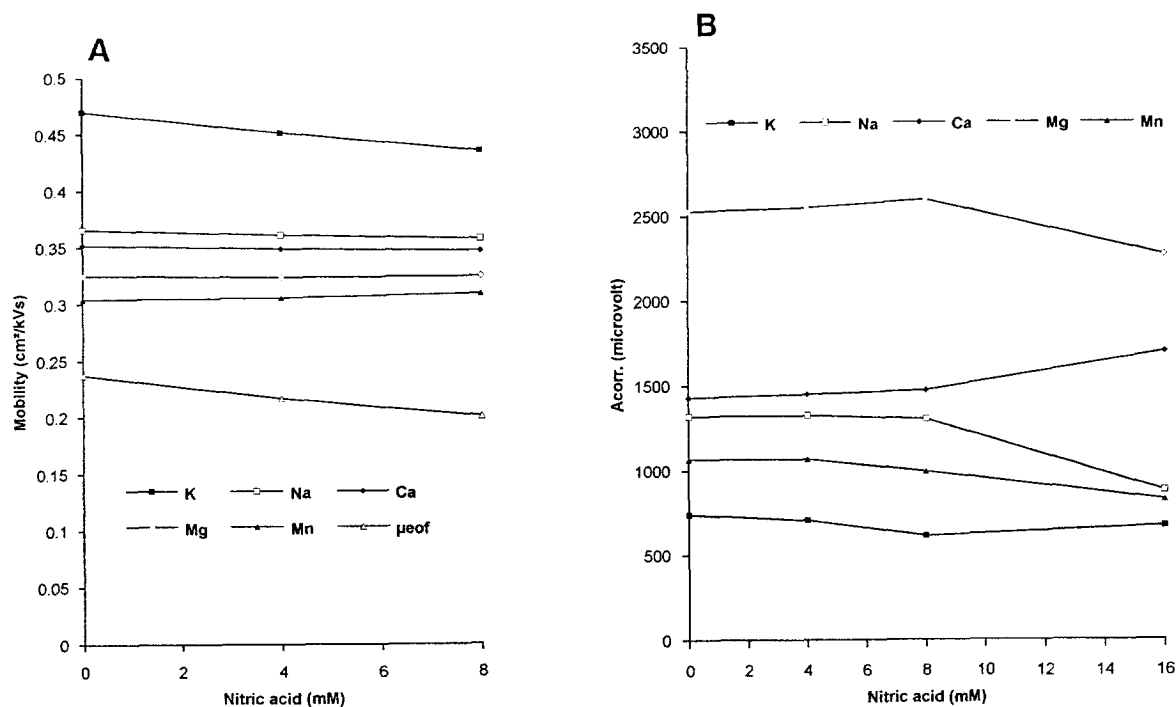 A
0.5
0.45
0.4
0.35
0.3
0.25
0.2
0.15
0.1
0.05
0
Mobility (cm²/kVs)
K Na Ca
Mg Mn µeof
0 2 4 6 8
Nitric acid (mM)
B
3500
3000
2500
2000
1500
1000
500
0
Acorr. (microvolt)
K Na Ca Mg Mn
0 2 4 6 8 10 12 14 16
Nitric acid (mM)